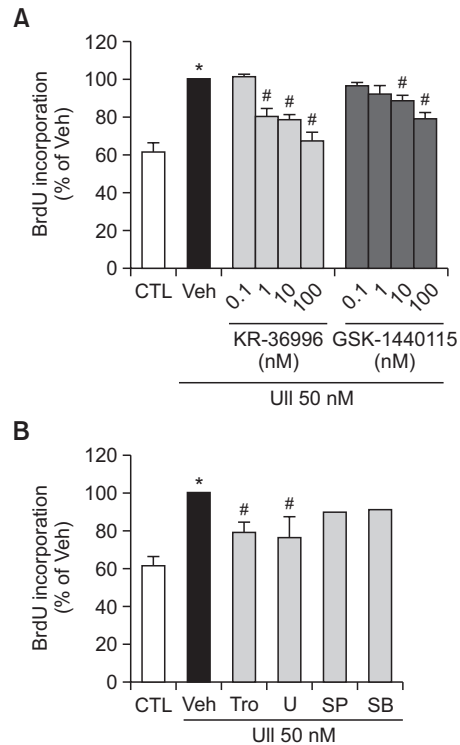 A
120
100
80
60
40
20
0
BrdU incorporation
(% of Veh)
*
#
#
#
#
#
CTL
Veh
0.1
1
10
100
0.1
1
10
100
KR-36996
(nM)
GSK-1440115
(nM)
UII 50 nM
B
120
100
80
60
40
20
0
BrdU incorporation
(% of Veh)
*
#
#
CTL
Veh
Tro
U
SP
SB
UII 50 nM